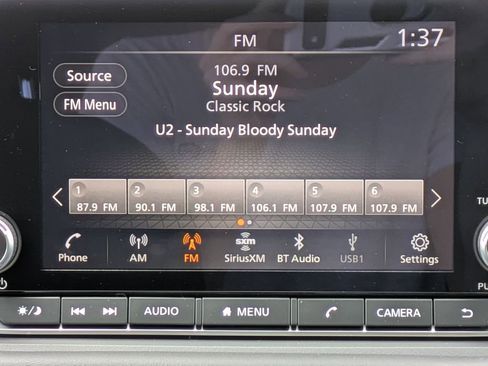 FM
1:37
Source
106.9 FM
Sunday
FM Menu
Classic Rock
U2 - Sunday Bloody Sunday
1 2 3 4 5 6
87.9 FM 90.1 FM 98.1 FM 106.1 FM 107.9 FM 107.9 FM
sxm
Phone AM FM SiriusXM BT Audio USB1 Settings
AUDIO MENU CAMERA